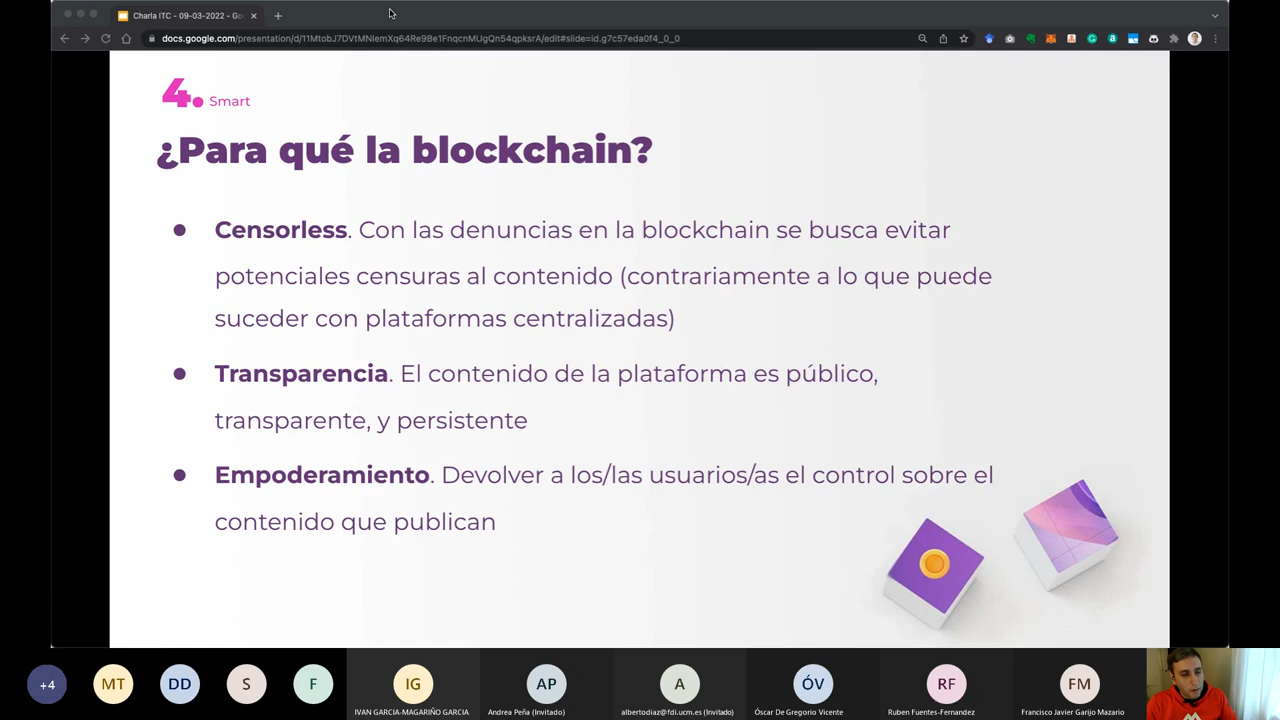 Charla ITC - 09-03-2022 - Go
docs.google.com/presentation/d/11MtobJ7DVtMNIemXq64Re9Be1FnqcnMUgQn54qpksrA/edit#slide=id.g7c57eda0f4_0_0
4. Smart
¿Para qué la blockchain?
● Censorless. Con las denuncias en la blockchain se busca evitar
potenciales censuras al contenido (contrariamente a lo que puede
suceder con plataformas centralizadas)
● Transparencia. El contenido de la plataforma es público,
transparente, y persistente
● Empoderamiento. Devolver a los/las usuarios/as el control sobre el
contenido que publican
+4 MT DD S F IG AP A ÓV RF FM
IVAN GARCIA-MAGARIÑO GARCIA Andrea Peña (Invitado) albertodiaz@fdi.ucm.es (Invitado) Óscar De Gregorio Vicente Ruben Fuentes-Fernandez Francisco Javier Garijo Mazario